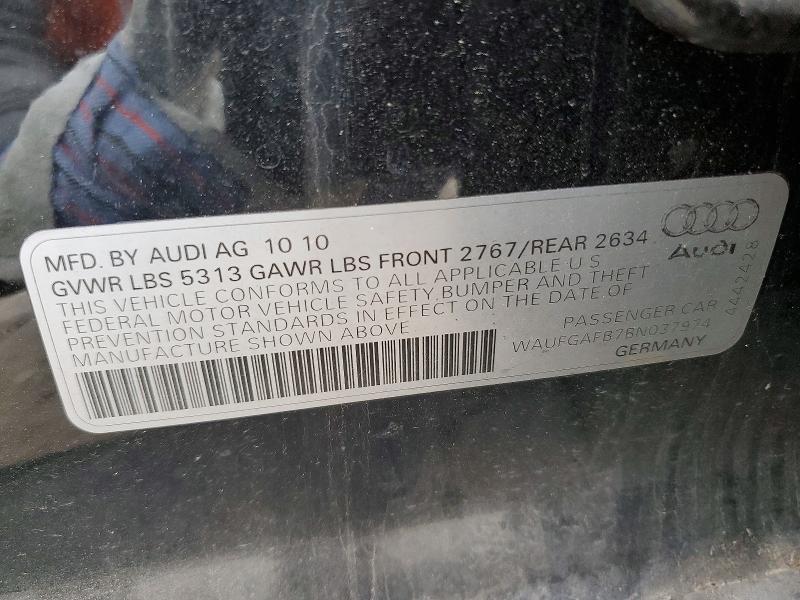 MFD. BY AUDI AG 10 10
GVWR LBS 5313 GAWR LBS FRONT 2767/REAR 2634
THIS VEHICLE CONFORMS TO ALL APPLICABLE U S
FEDERAL MOTOR VEHICLE SAFETY, BUMPER AND THEFT
PREVENTION STANDARDS IN EFFECT ON THE DATE OF
MANUFACTURE SHOWN ABOVE
Audi
4442428
PASSENGER CAR
WAUFGAFB7BN037974
GERMANY